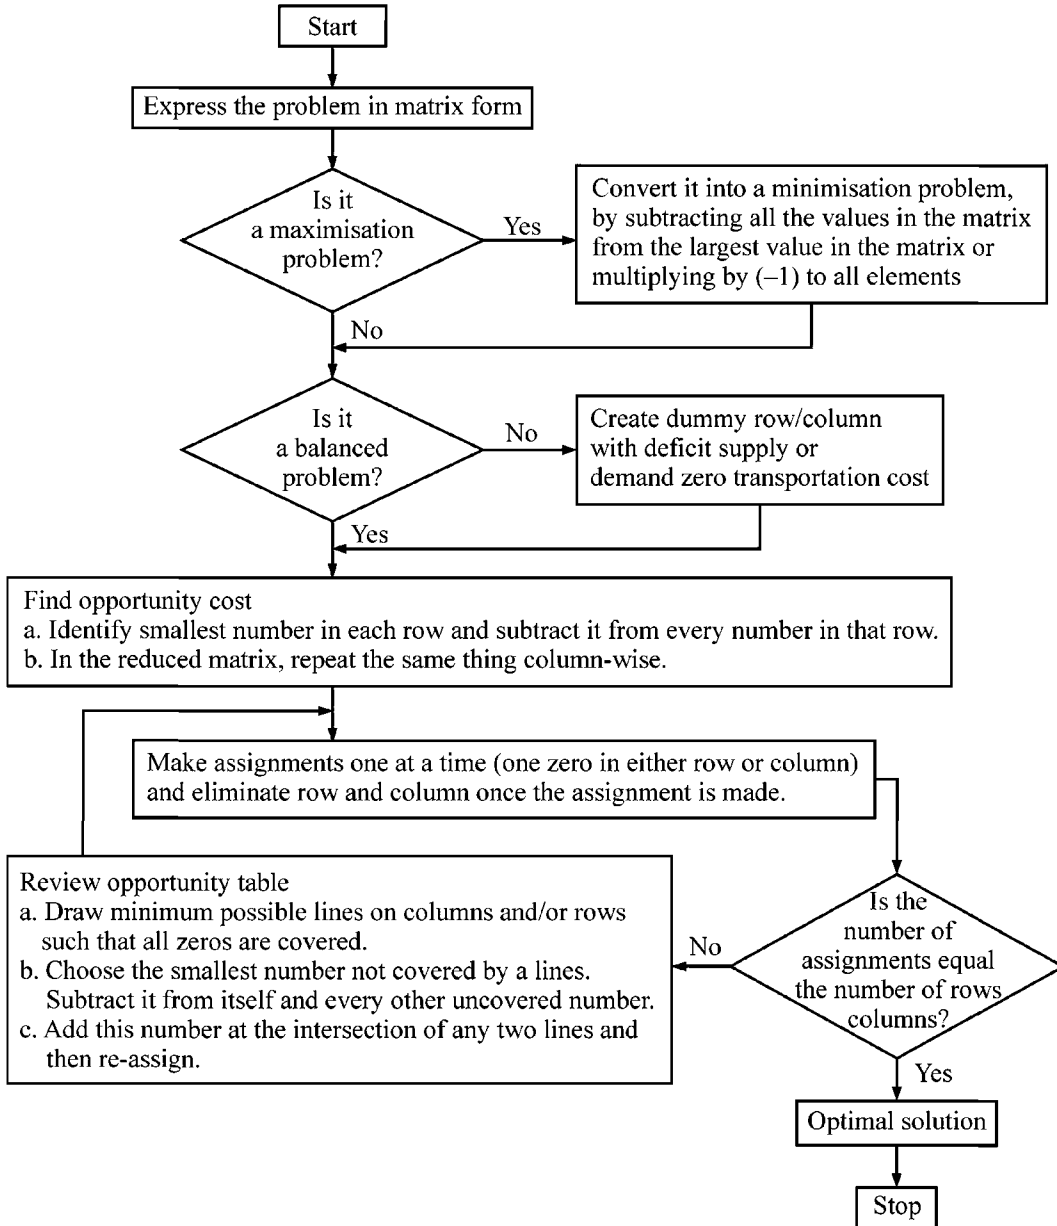 Start
Express the problem in matrix form
Is it
a maximisation
problem?
Yes
Convert it into a minimisation problem,
by subtracting all the values in the matrix
from the largest value in the matrix or
multiplying by (–1) to all elements
No
Is it
a balanced
problem?
No
Create dummy row/column
with deficit supply or
demand zero transportation cost
Yes
Find opportunity cost
a. Identify smallest number in each row and subtract it from every number in that row.
b. In the reduced matrix, repeat the same thing column-wise.
Make assignments one at a time (one zero in either row or column)
and eliminate row and column once the assignment is made.
Review opportunity table
a. Draw minimum possible lines on columns and/or rows
such that all zeros are covered.
b. Choose the smallest number not covered by a lines.
Subtract it from itself and every other uncovered number.
c. Add this number at the intersection of any two lines and
then re-assign.
No
Is the
number of
assignments equal
the number of rows
columns?
Yes
Optimal solution
Stop